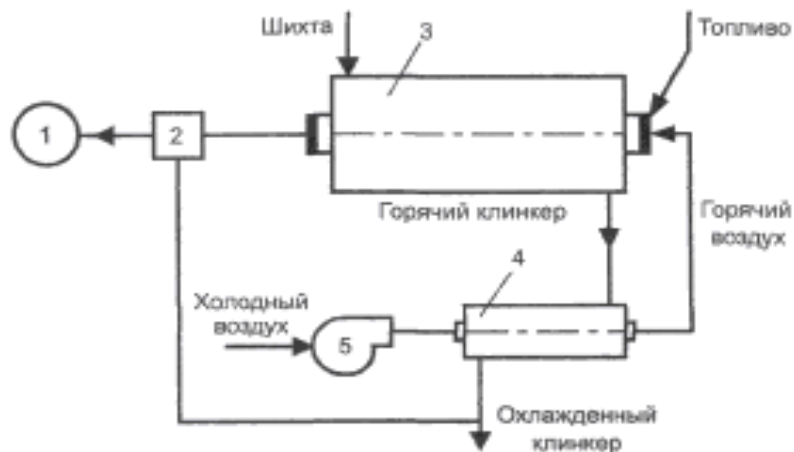 Шихта
3
Топливо
1
2
Горячий клинкер
Горячий
воздух
4
Холодный
воздух
5
Охлажденный
клинкер